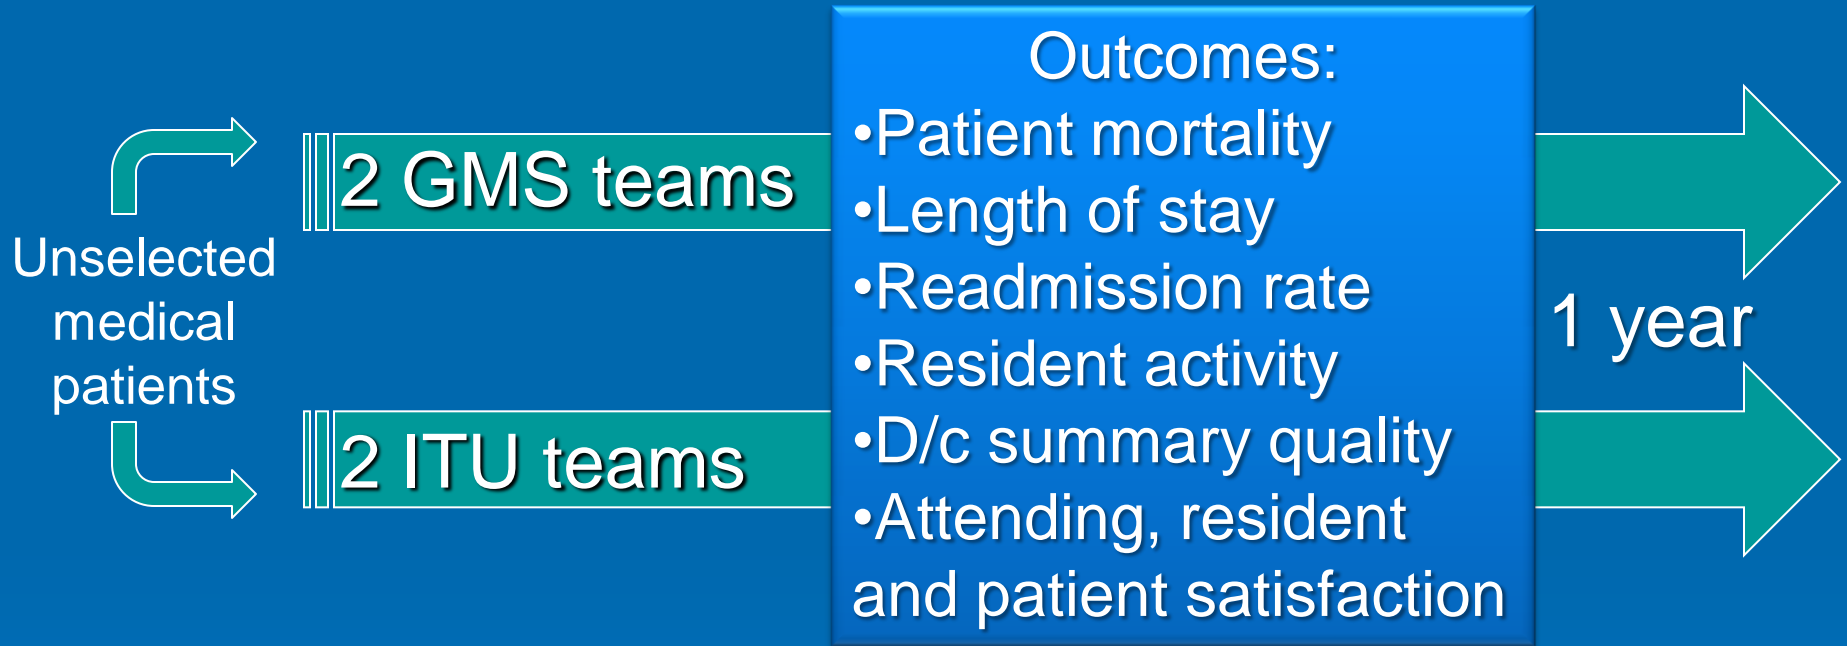 Unselected
medical
patients
2 GMS teams
2 ITU teams
Outcomes:
•Patient mortality
•Length of stay
•Readmission rate
•Resident activity
•D/c summary quality
•Attending, resident
and patient satisfaction
1 year